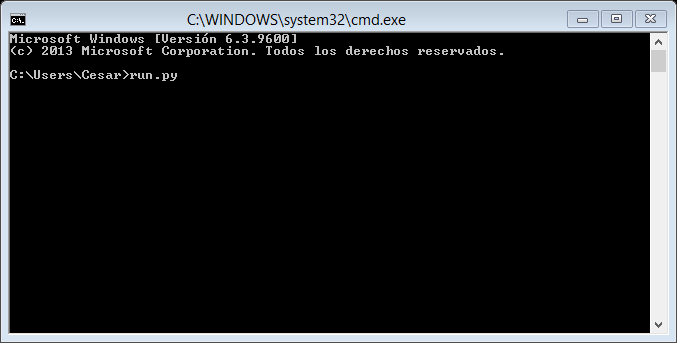 C:\WINDOWS\system32\cmd.exe
Microsoft Windows [Versión 6.3.9600]
(c) 2013 Microsoft Corporation. Todos los derechos reservados.
C:\Users\Cesar>run.py